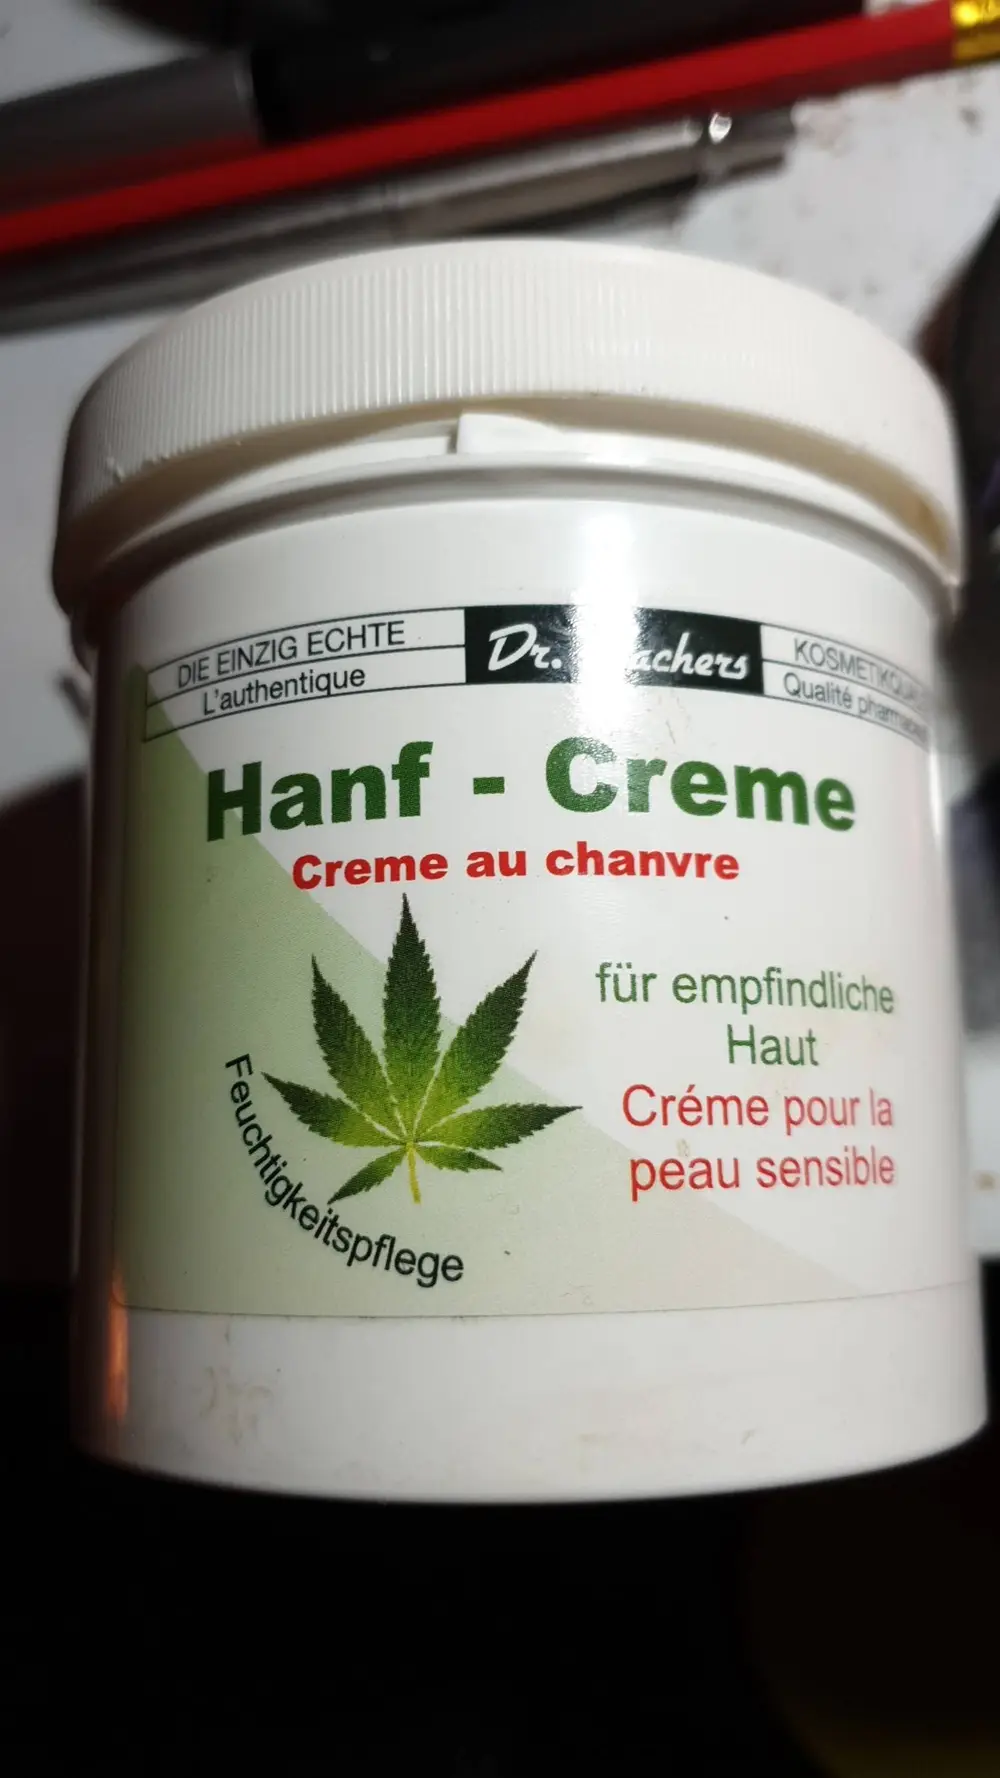 DIE EINZIG ECHTE
L'authentique
Dr.
Qualité
Hanf - Creme
Creme au chanvre
für empfindliche
Haut
Créme pour la
peau sensible
Feuchtigkeitspflege